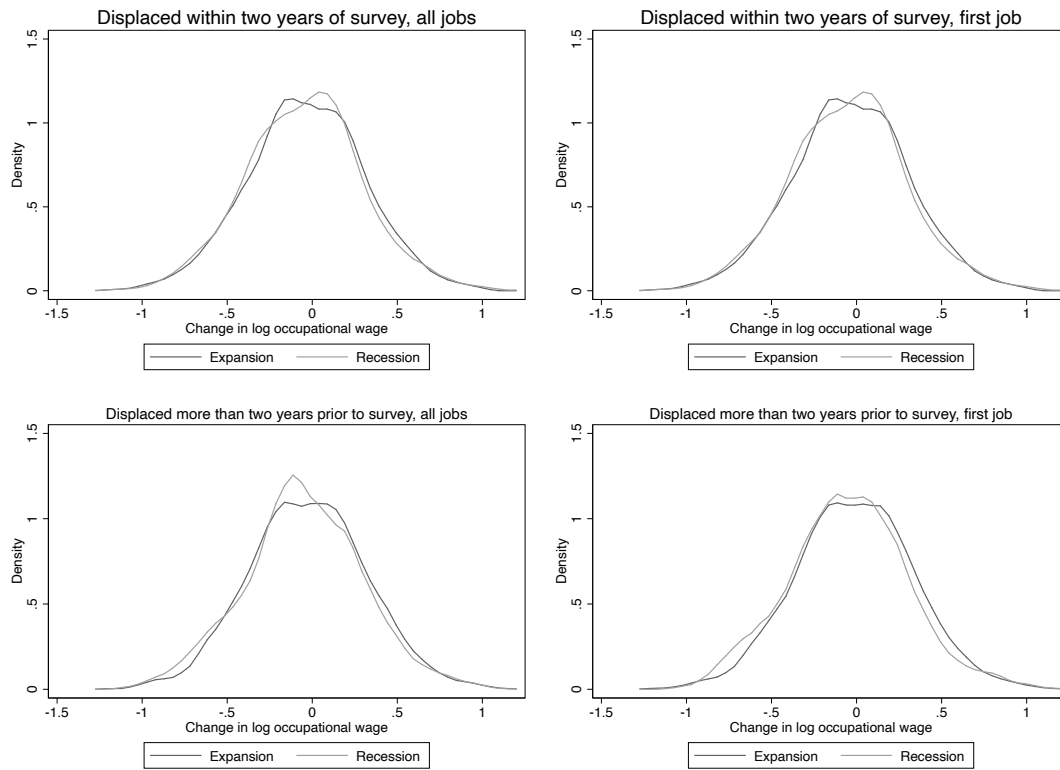 Displaced within two years of survey, all jobs
1.5
1
.5
0
Density
-1.5
-1
-.5
0
.5
1
Change in log occupational wage
Expansion
Recession
Displaced within two years of survey, first job
1.5
1
.5
0
Density
-1.5
-1
-.5
0
.5
1
Change in log occupational wage
Expansion
Recession
Displaced more than two years prior to survey, all jobs
1.5
1
.5
0
Density
-1.5
-1
-.5
0
.5
1
Change in log occupational wage
Expansion
Recession
Displaced more than two years prior to survey, first job
1.5
1
.5
0
Density
-1.5
-1
-.5
0
.5
1
Change in log occupational wage
Expansion
Recession